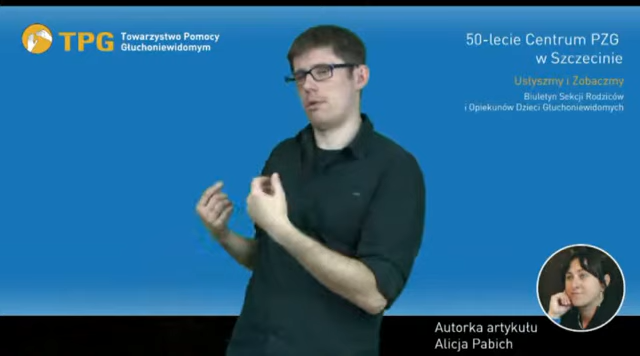 TPG
Towarzystwo Pomocy
Głuchoniewidomym
50-lecie Centrum PZG
w Szczecinie
Usłyszmy i Zobaczmy
Biuletyn Sekcji Rodziców
i Opiekunów Dzieci Głuchoniewidomych
Autorka artykułu
Alicja Pabich